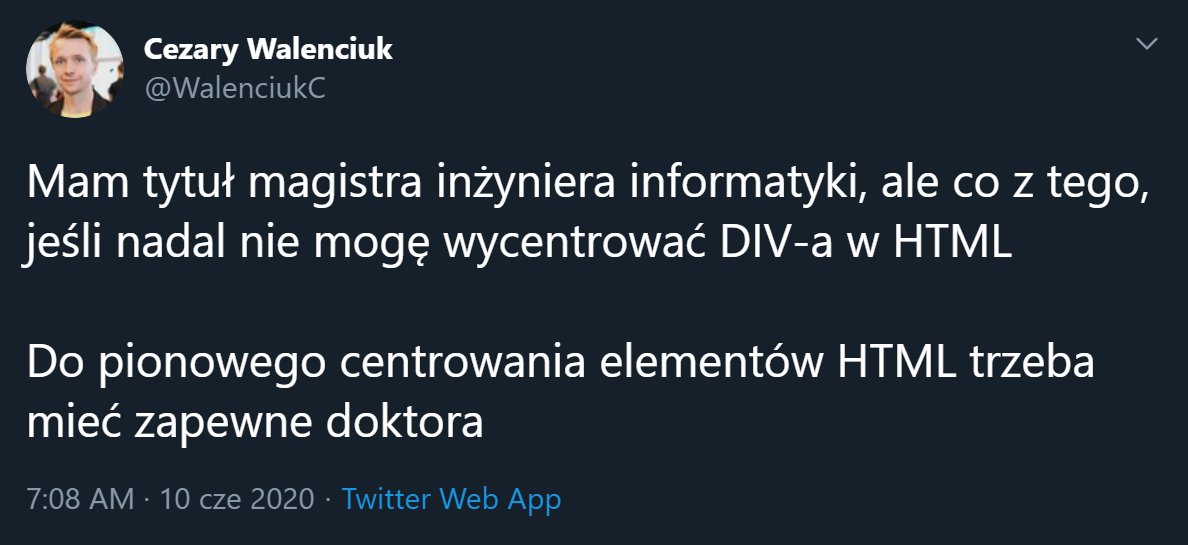 Cezary Walenciuk
@WalenciukC
Mam tytuł magistra inżyniera informatyki, ale co z tego,
jeśli nadal nie mogę wycentrować DIV-a w HTML
Do pionowego centrowania elementów HTML trzeba
mieć zapewne doktora
7:08 AM · 10 cze 2020 · Twitter Web App